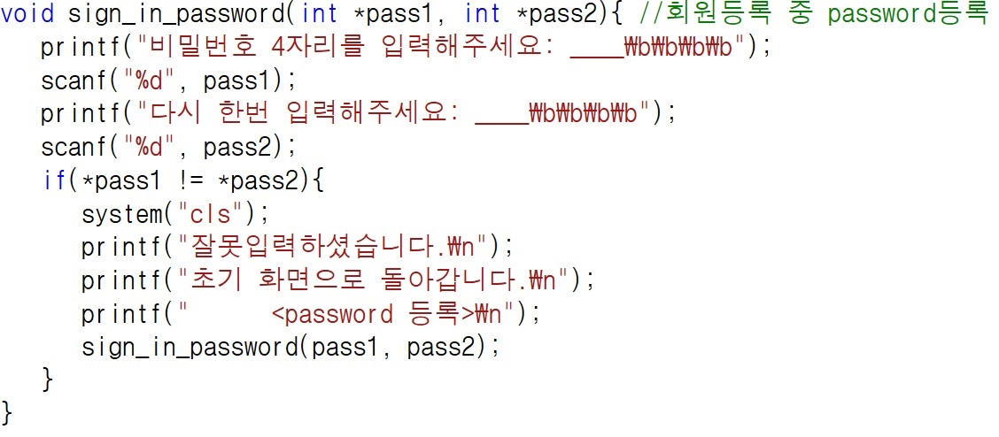 void sign_in_password(int *pass1, int *pass2){ //회원등록 중 password등록
printf("비밀번호 4자리를 입력해주세요: ____₩b₩b₩b₩b");
scanf("%d", pass1);
printf("다시 한번 입력해주세요: ____₩b₩b₩b₩b");
scanf("%d", pass2);
if(*pass1 != *pass2){
system("cls");
printf("잘못입력하셨습니다.₩n");
printf("초기 화면으로 돌아갑니다.₩n");
printf("      <password 등록>₩n");
sign_in_password(pass1, pass2);
}
}